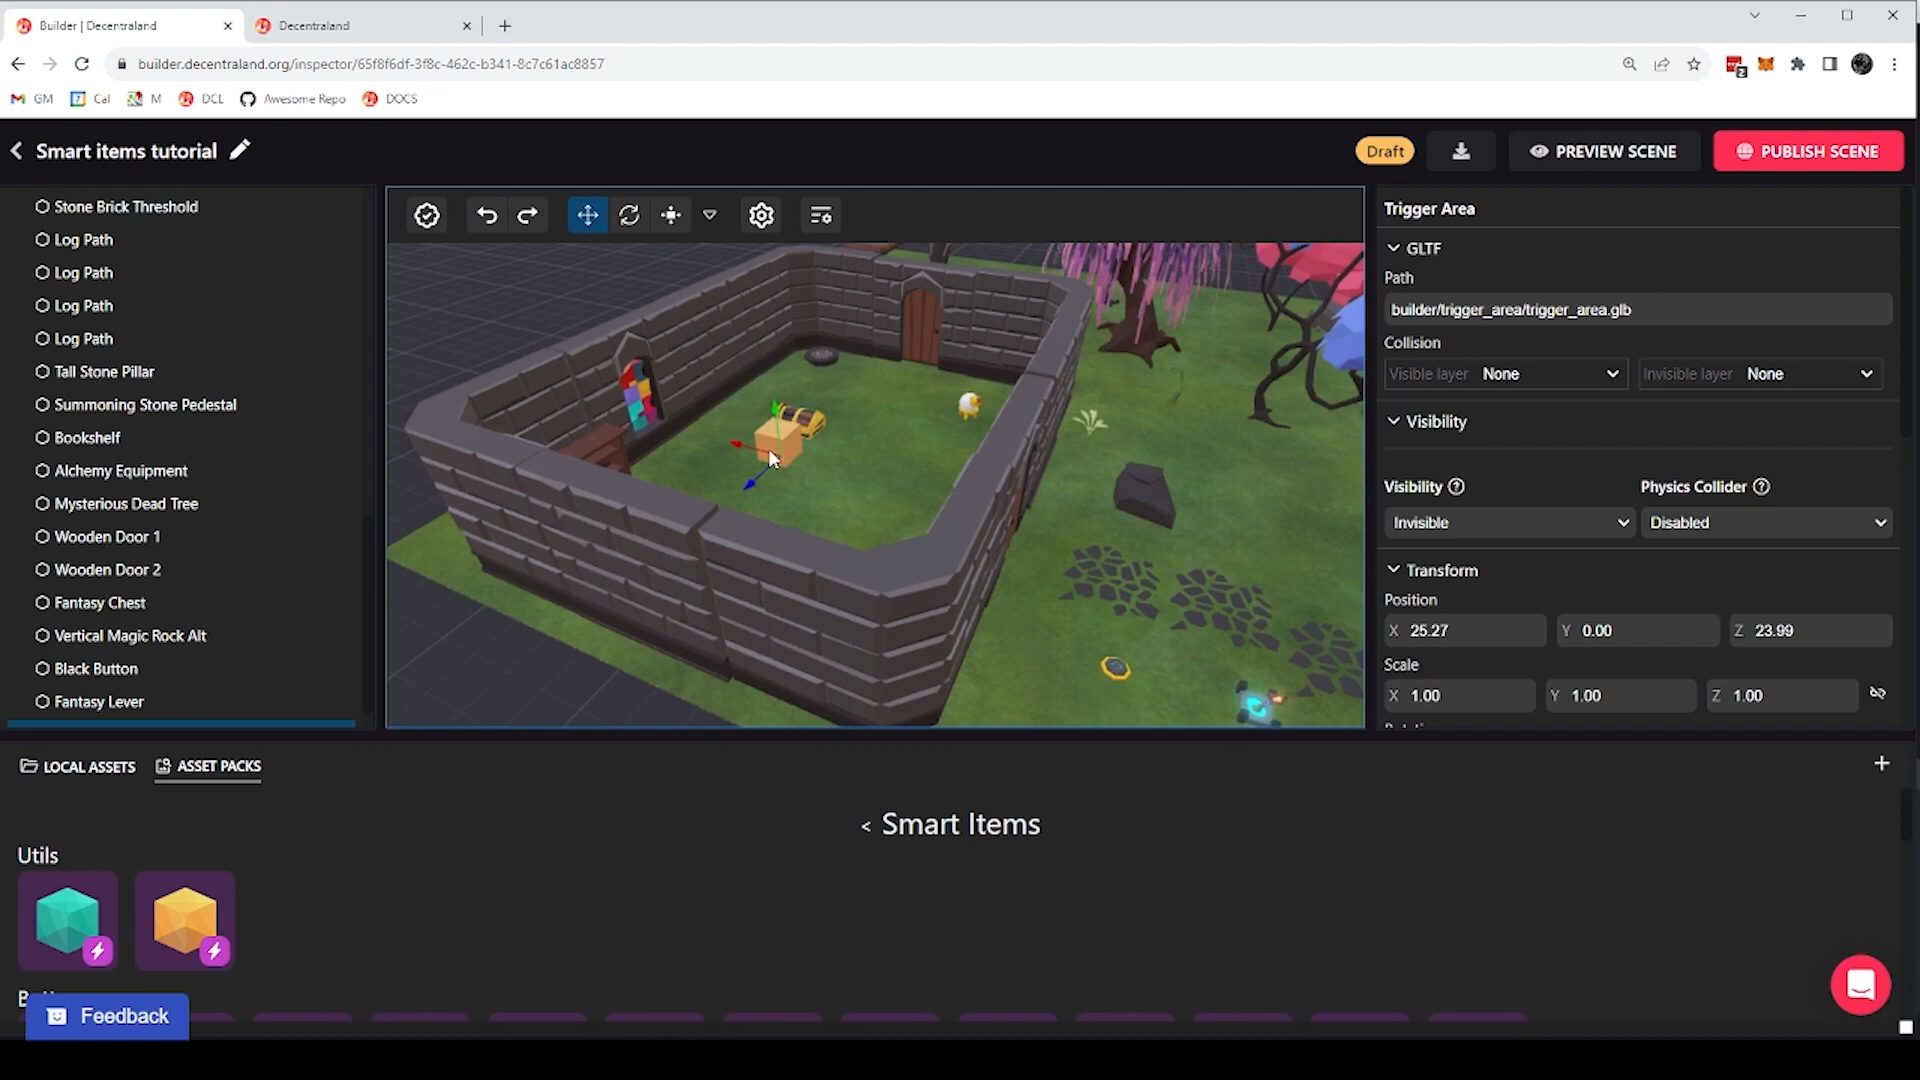 Builder | Decentraland
Decentraland
builder.decentraland.org/inspector/65f8f6df-3f8c-462c-b341-8c7c61ac8857
2
GM
7
Cal
M
DCL
Awesome Repo
DOCS
Smart items tutorial
Draft
PREVIEW SCENE
PUBLISH SCENE
Stone Brick Threshold
Log Path
Log Path
Log Path
Log Path
Tall Stone Pillar
Summoning Stone Pedestal
Bookshelf
Alchemy Equipment
Mysterious Dead Tree
Wooden Door 1
Wooden Door 2
Fantasy Chest
Vertical Magic Rock Alt
Black Button
Fantasy Lever
Trigger Area
GLTF
Path
builder/trigger_area/trigger_area.glb
Collision
Visible layer None
Invisible layer None
Visibility
Visibility ?
Physics Collider ?
Invisible
Disabled
Transform
Position
X 25.27
Y 0.00
Z 23.99
Scale
X 1.00
Y 1.00
Z 1.00
LOCAL ASSETS
ASSET PACKS
+
< Smart Items
Utils
Feedback